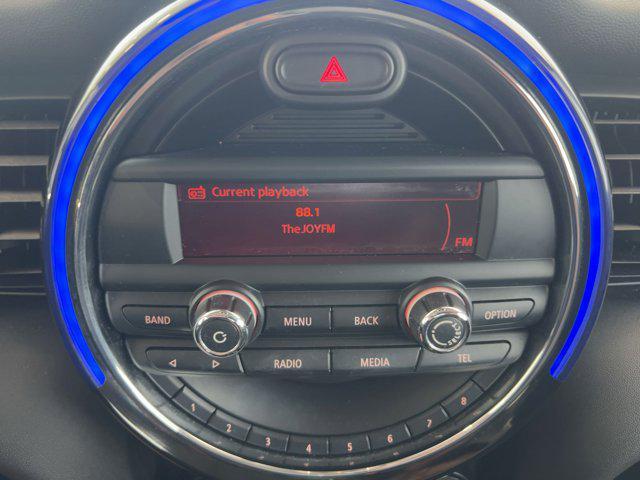 Current playback
88.1
TheJOYFM
FM
BAND
MENU
BACK
OPTION
SELECT
RADIO
MEDIA
TEL
1
2
3
4
5
6
7
8